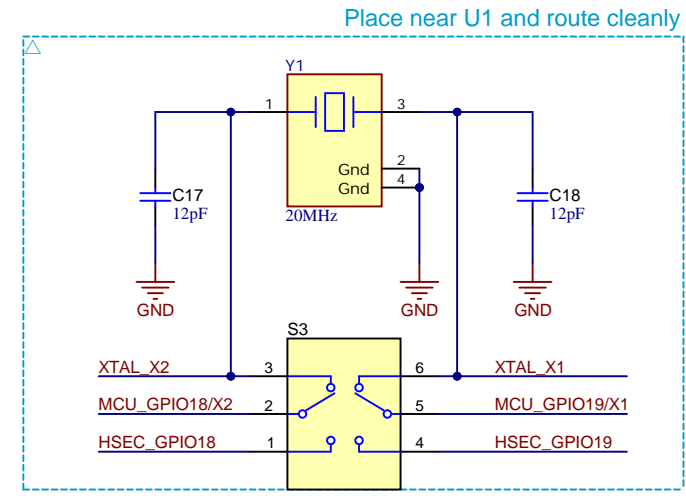 Place near U1 and route cleanly
Y1
1
3
Gnd 2
Gnd 4
C17
12pF
20MHz
C18
12pF
GND
GND
GND
S3
XTAL_X2 3
6 XTAL_X1
MCU_GPIO18/X2 2
5 MCU_GPIO19/X1
HSEC_GPIO18 1
4 HSEC_GPIO19